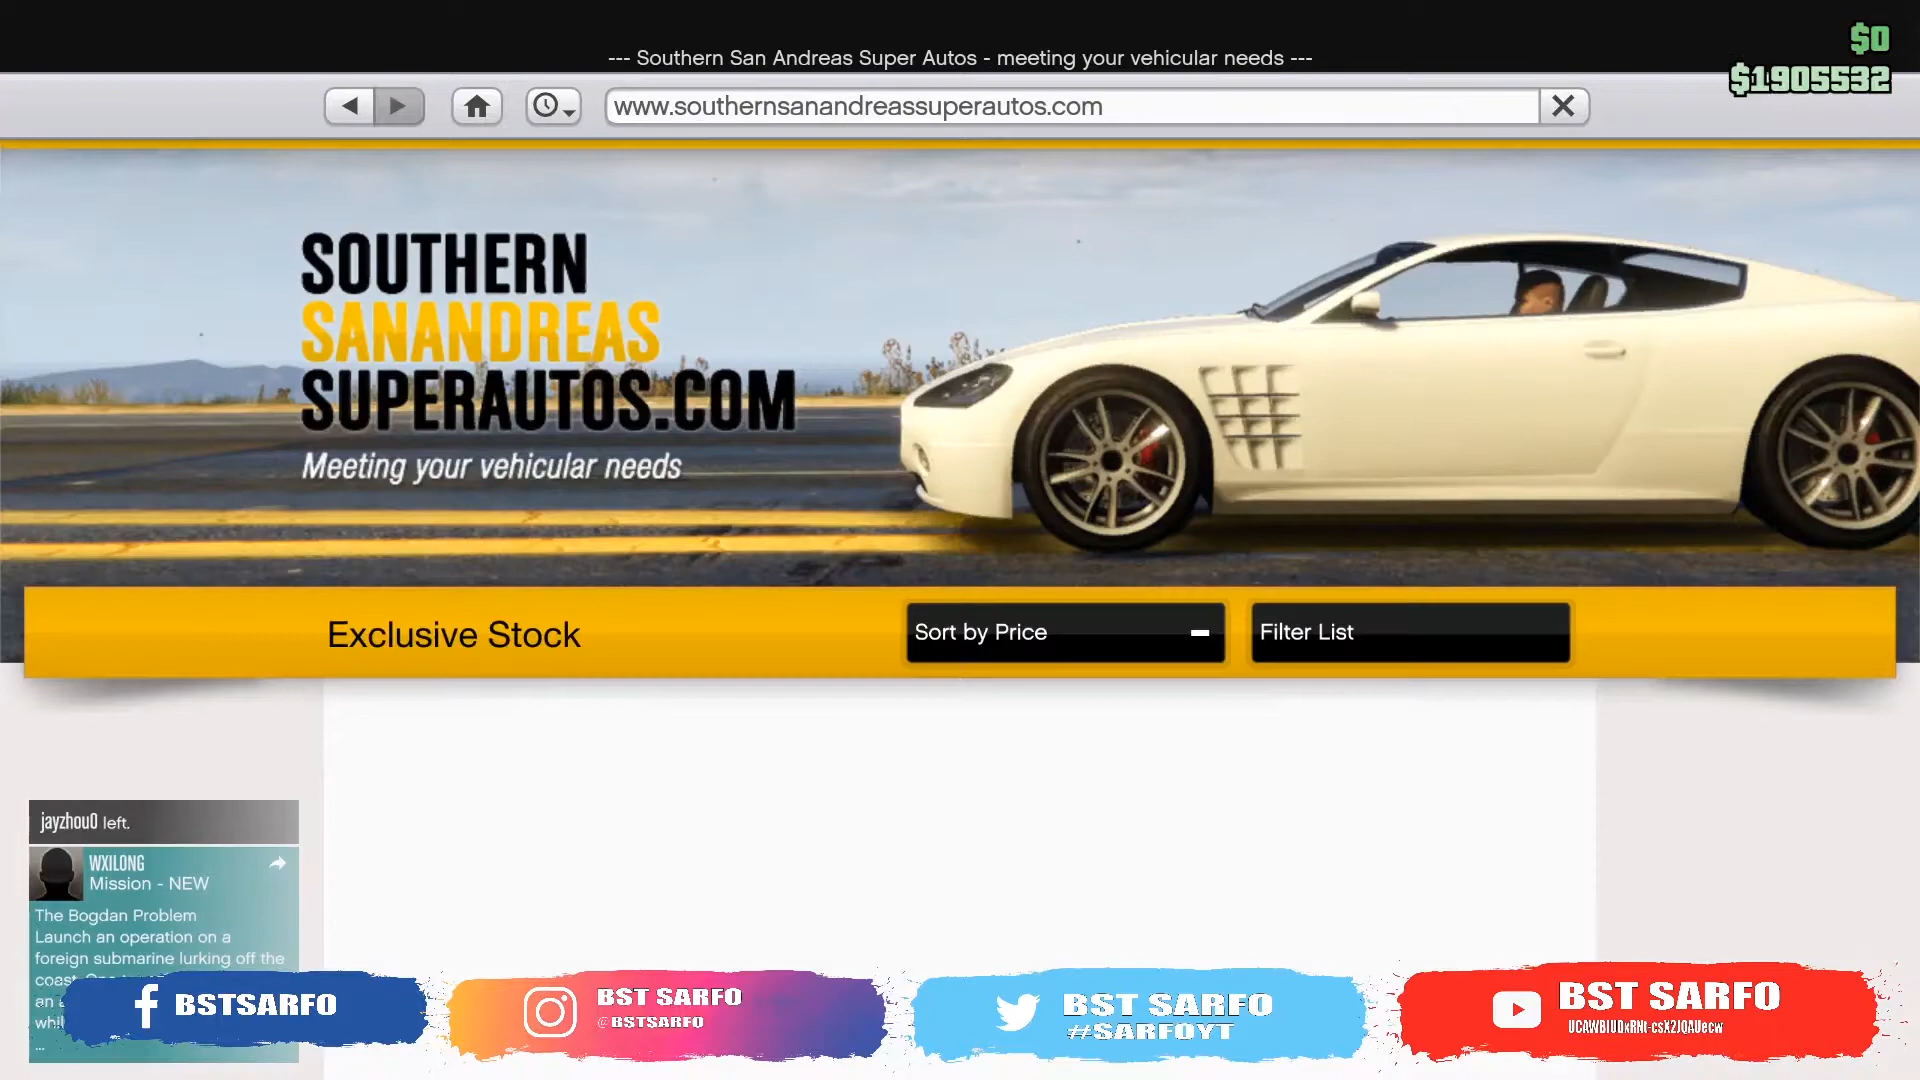 $0
$1905532
--- Southern San Andreas Super Autos - meeting your vehicular needs ---
www.southernsanandreassuperautos.com
SOUTHERN
SANANDREAS
SUPERAUTOS.COM
Meeting your vehicular needs
Exclusive Stock
Sort by Price
Filter List
jayzhou0 left.
WXILONG
Mission - NEW
The Bogdan Problem
Launch an operation on a
foreign submarine lurking off the
...
BSTSARFO
BST SARFO
@BSTSARFO
BST SARFO
#SARFOYT
BST SARFO